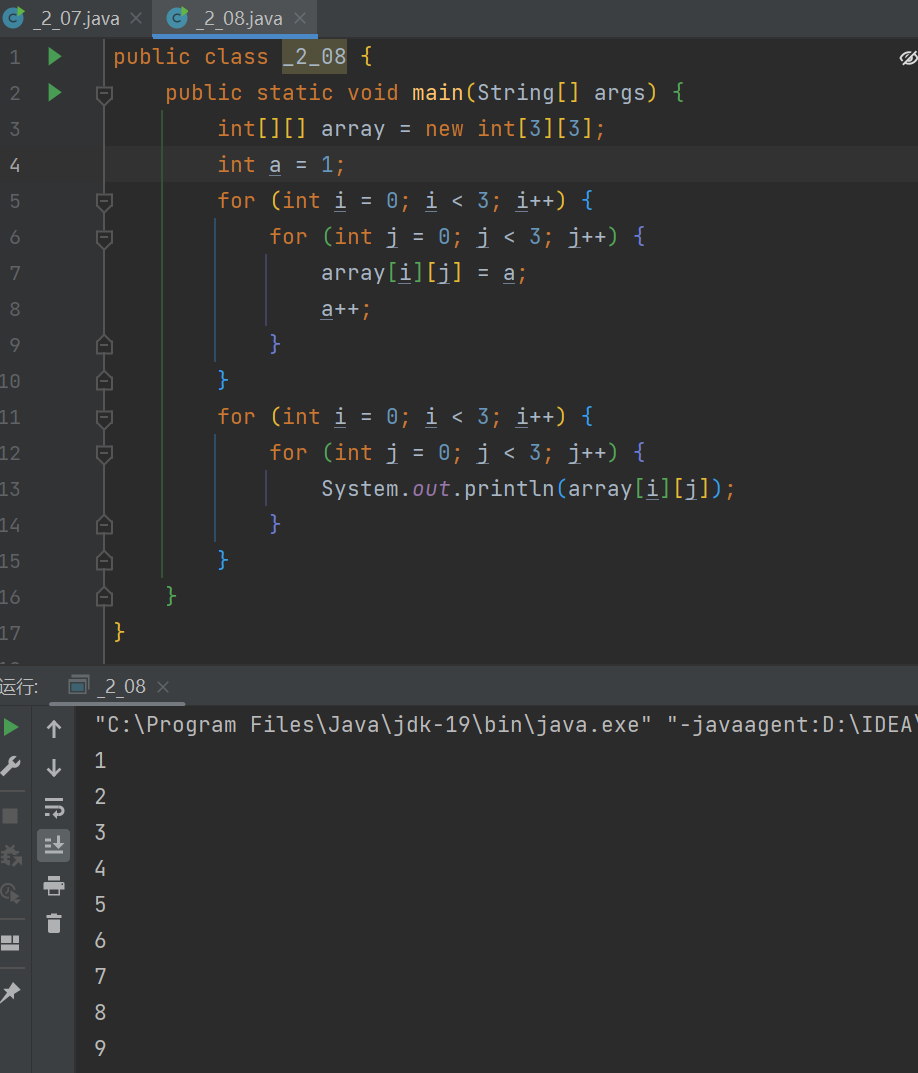 _2_07.java _2_08.java
1 public class _2_08 {
2 public static void main(String[] args) {
3 int[][] array = new int[3][3];
4 int a = 1;
5 for (int i = 0; i < 3; i++) {
6 for (int j = 0; j < 3; j++) {
7 array[i][j] = a;
8 a++;
9 }
10 }
11 for (int i = 0; i < 3; i++) {
12 for (int j = 0; j < 3; j++) {
13 System.out.println(array[i][j]);
14 }
15 }
16 }
17 }
运行: _2_08
"C:\Program Files\Java\jdk-19\bin\java.exe" "-javaagent:D:\IDEA\
1
2
3
4
5
6
7
8
9